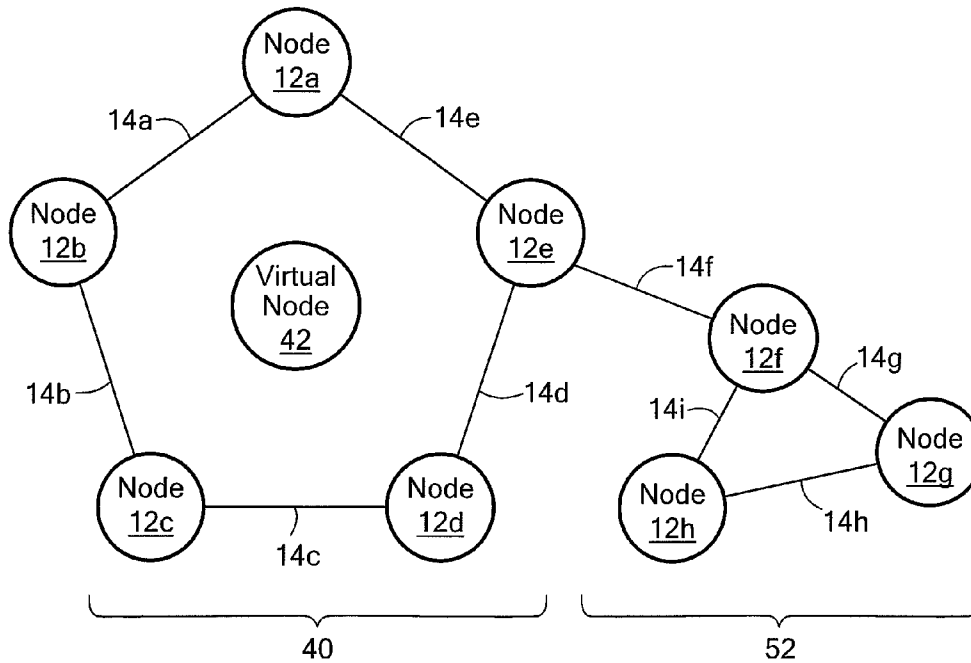 Node
12a
14a
14e
Node
12b
Node
12e
Virtual
Node
42
14f
Node
12f
14g
14b
14d
14i
Node
12g
Node
12c
Node
12d
Node
12h
14h
14c
40
52